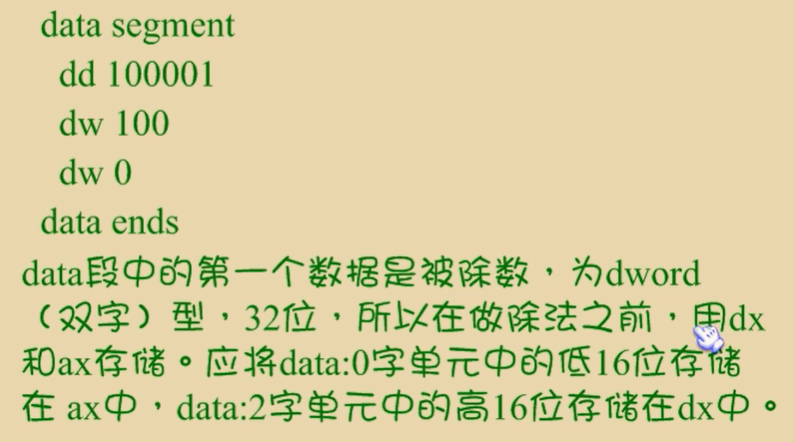 data segment
dd 100001
dw 100
dw 0
data ends
data段中的第一个数据是被除数，为dword
（双字）型，32位，所以在做除法之前，用dx
和ax存储。应将data:0字单元中的低16位存储
在 ax中，data:2字单元中的高16位存储在dx中。